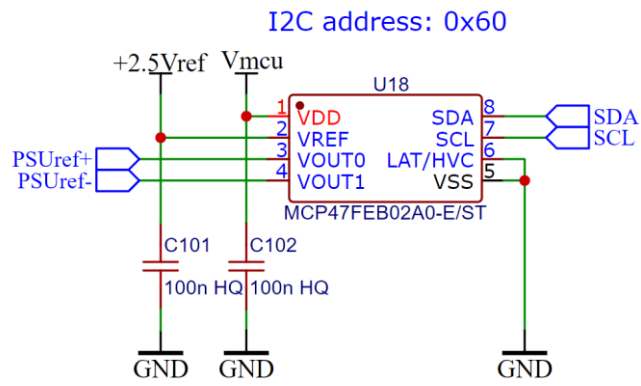 I2C address: 0x60
+2.5Vref
Vmcu
U18
1 VDD SDA 8 SDA
2 VREF SCL 7 SCL
PSUref+ 3 VOUT0 LAT/HVC 6
PSUref- 4 VOUT1 VSS 5
MCP47FEB02A0-E/ST
C101 C102
100n HQ 100n HQ
GND GND GND